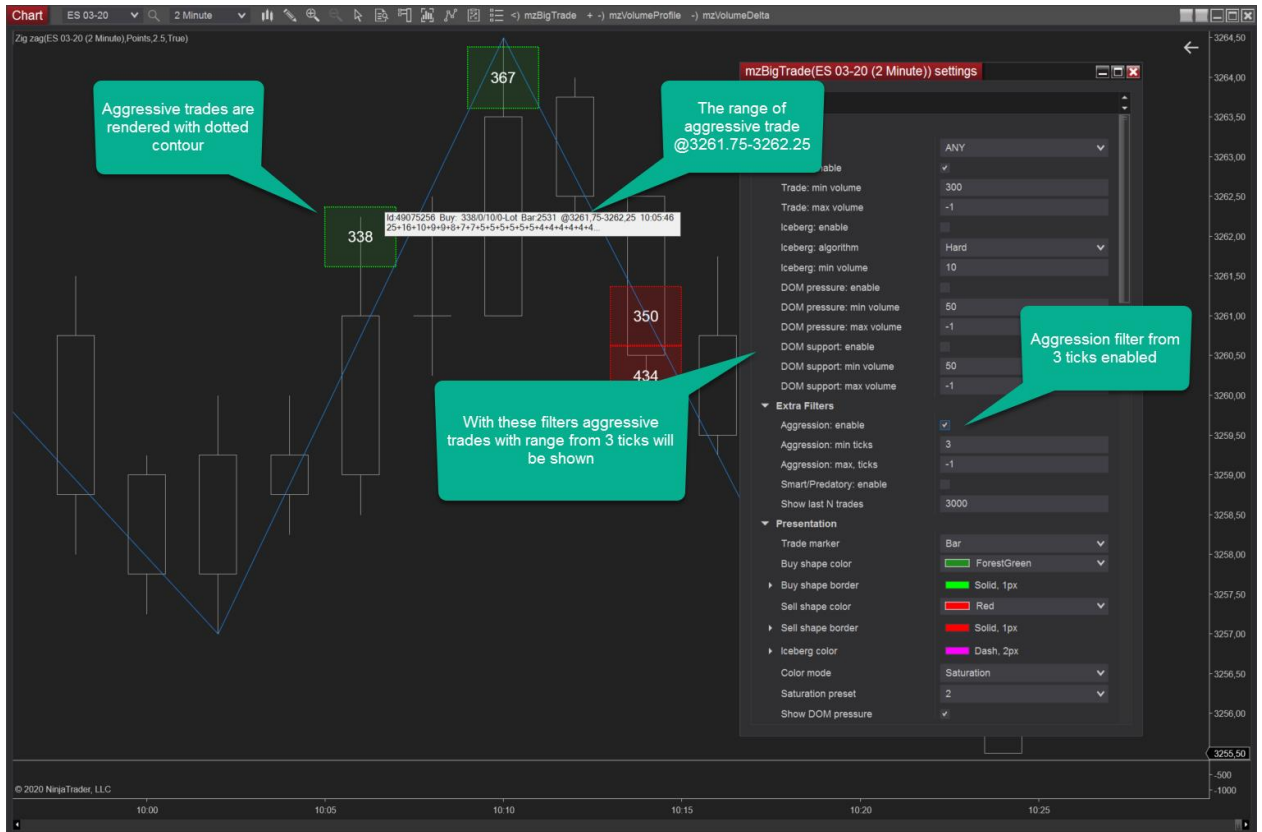 Chart ES 03-20 2 Minute <) mzBigTrade + -) mzVolumeProfile -) mzVolumeDelta
Zig zag(ES 03-20 (2 Minute),Points,2.5,True)
Aggressive trades are
rendered with dotted
contour
367
The range of
aggressive trade
@3261.75-3262.25
338
Id:49075256 Buy: 338/0/10/0-Lot Bar:2531 @3261,75-3262,25 10:05:46
25+16+10+9+9+8+7+7+5+5+5+5+5+5+4+4+4+4+4+4...
350
434
With these filters aggressive
trades with range from 3 ticks will
be shown
mzBigTrade(ES 03-20 (2 Minute)) settings
ANY
Trade: min volume 300
Trade: max volume -1
Iceberg: enable
Iceberg: algorithm Hard
Iceberg: min volume 10
DOM pressure: enable
DOM pressure: min volume 50
DOM pressure: max volume -1
DOM support: enable
DOM support: min volume 50
DOM support: max volume -1
Aggression filter from
3 ticks enabled
Extra Filters
Aggression: enable
Aggression: min ticks 3
Aggression: max, ticks -1
Smart/Predatory: enable
Show last N trades 3000
Presentation
Trade marker Bar
Buy shape color ForestGreen
Buy shape border Solid, 1px
Sell shape color Red
Sell shape border Solid, 1px
Iceberg color Dash, 2px
Color mode Saturation
Saturation preset 2
Show DOM pressure
3264,50
3264,00
3263,50
3263,00
3262,50
3262,00
3261,50
3261,00
3260,50
3260,00
3259,50
3259,00
3258,50
3258,00
3257,50
3257,00
3256,50
3256,00
3255,50
-500
-1000
© 2020 NinjaTrader, LLC
10:00 10:05 10:10 10:15 10:20 10:25